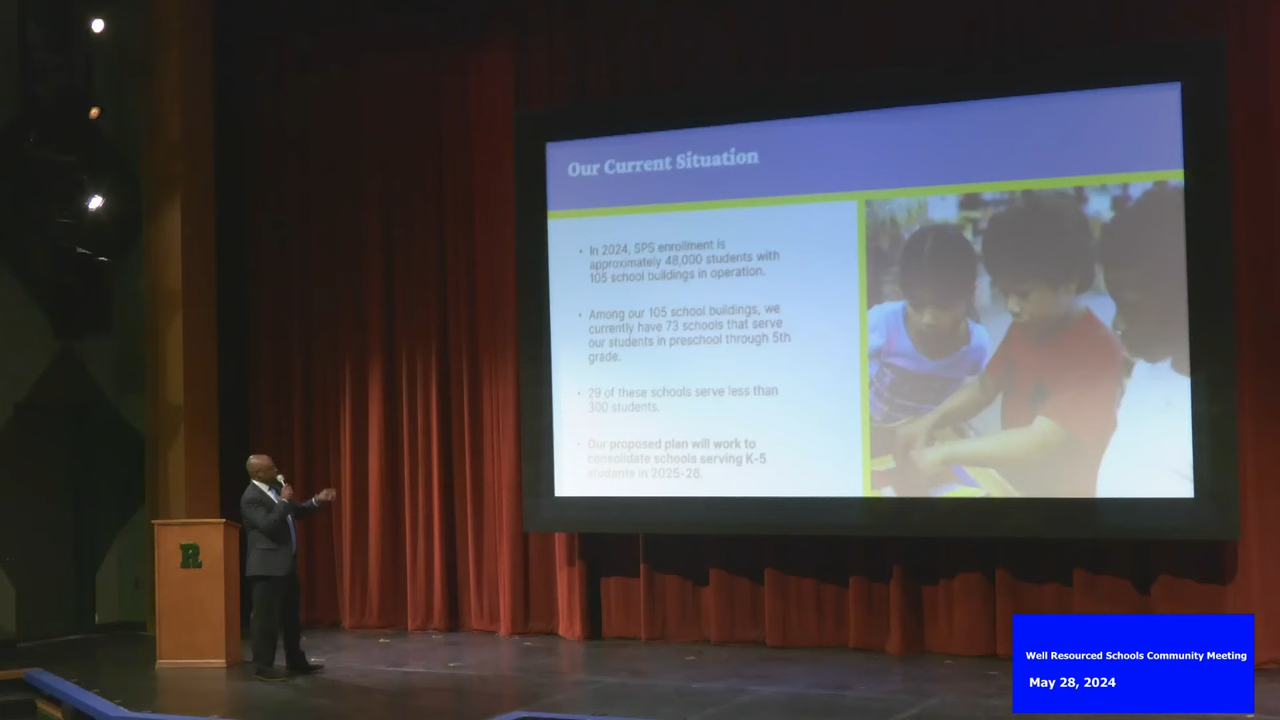 Our Current Situation
• In 2024, SPS enrollment is
approximately 48,000 students with
105 school buildings in operation.
• Among our 105 school buildings, we
currently have 73 schools that serve
our students in preschool through 5th
grade.
• 29 of these schools serve less than
300 students.
• Our proposed plan will work to
consolidate schools serving K-5
students in 2025-26.
R
Well Resourced Schools Community Meeting
May 28, 2024